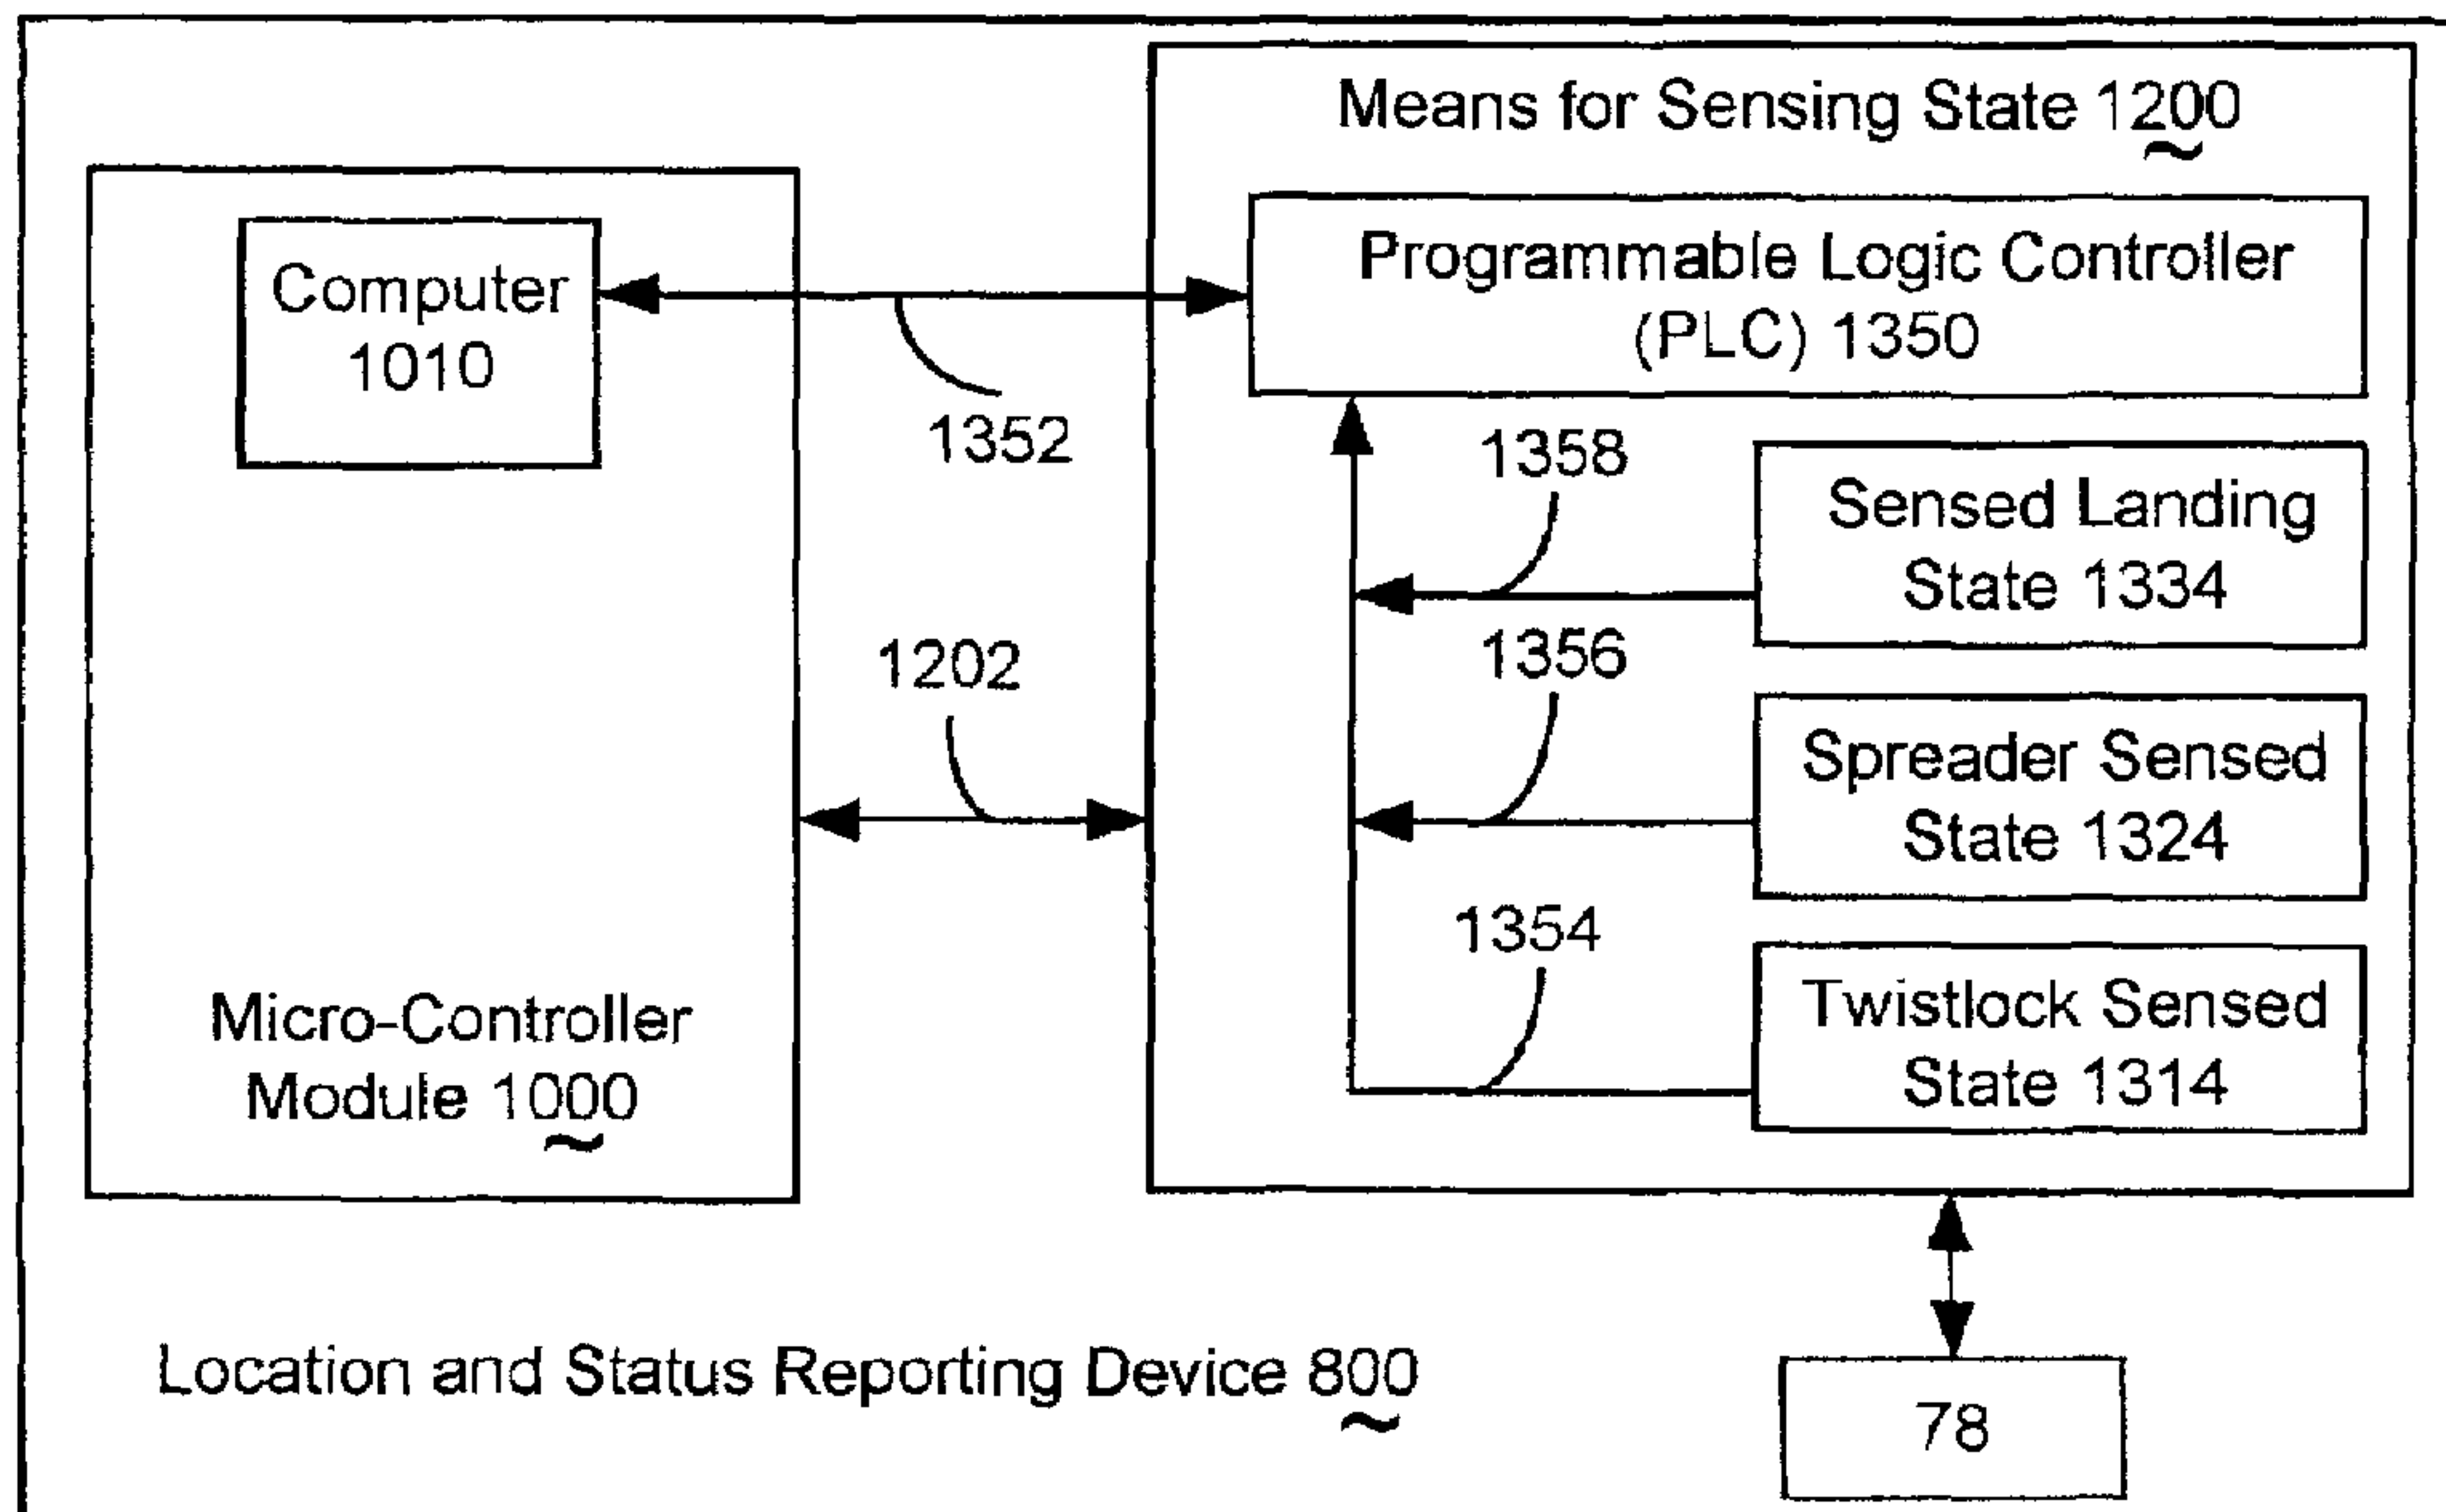 Means for Sensing State 1200
Computer
1010
Programmable Logic Controller
(PLC) 1350
1352
1358
Sensed Landing
State 1334
1202
1356
Spreader Sensed
State 1324
1354
Twistlock Sensed
State 1314
Micro-Controller
Module 1000
Location and Status Reporting Device 800
78